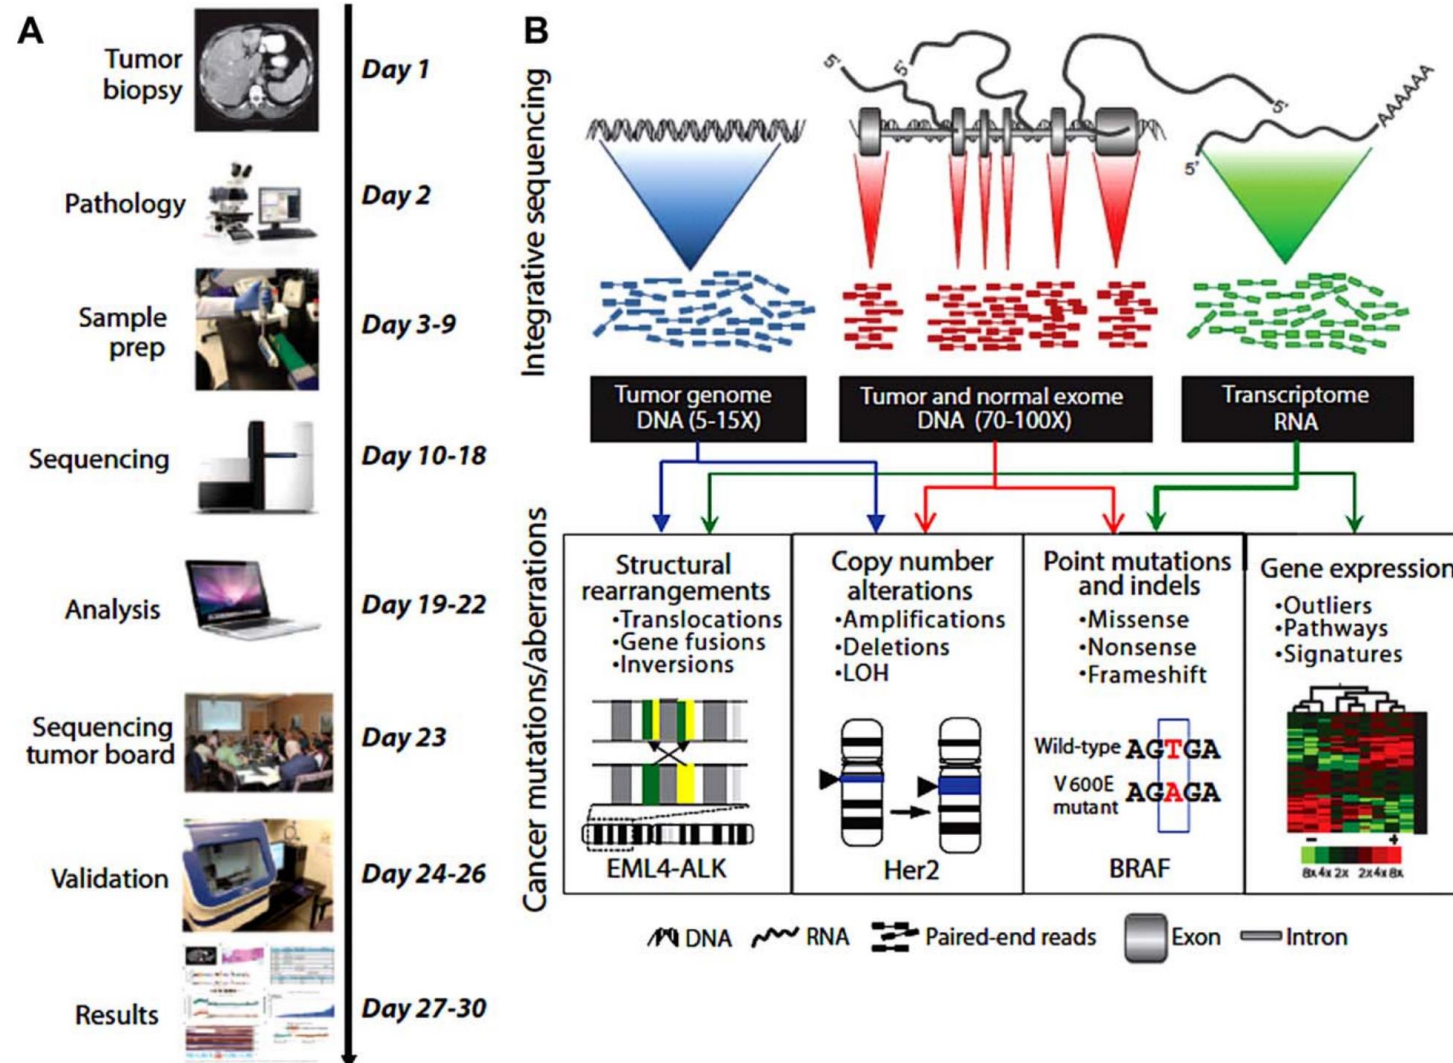 A
Tumor
biopsy
Day 1
Pathology
Day 2
Sample
prep
Day 3-9
Sequencing
Day 10-18
Analysis
Day 19-22
Sequencing
tumor board
Day 23
Validation
Day 24-26
Results
Day 27-30
B
Integrative sequencing
5'
5'
5'
5'
AAAAAA
Tumor genome
DNA (5-15X)
Tumor and normal exome
DNA (70-100X)
Transcriptome
RNA
Cancer mutations/aberrations
Structural
rearrangements
•Translocations
•Gene fusions
•Inversions
EML4-ALK
Copy number
alterations
•Amplifications
•Deletions
•LOH
Her2
Point mutations
and indels
•Missense
•Nonsense
•Frameshift
Wild-type AGTGA
V600E
mutant AGAGA
BRAF
Gene expression
•Outliers
•Pathways
•Signatures
- +
8x 4x 2x 2x 4x 8x
DNA RNA Paired-end reads Exon Intron